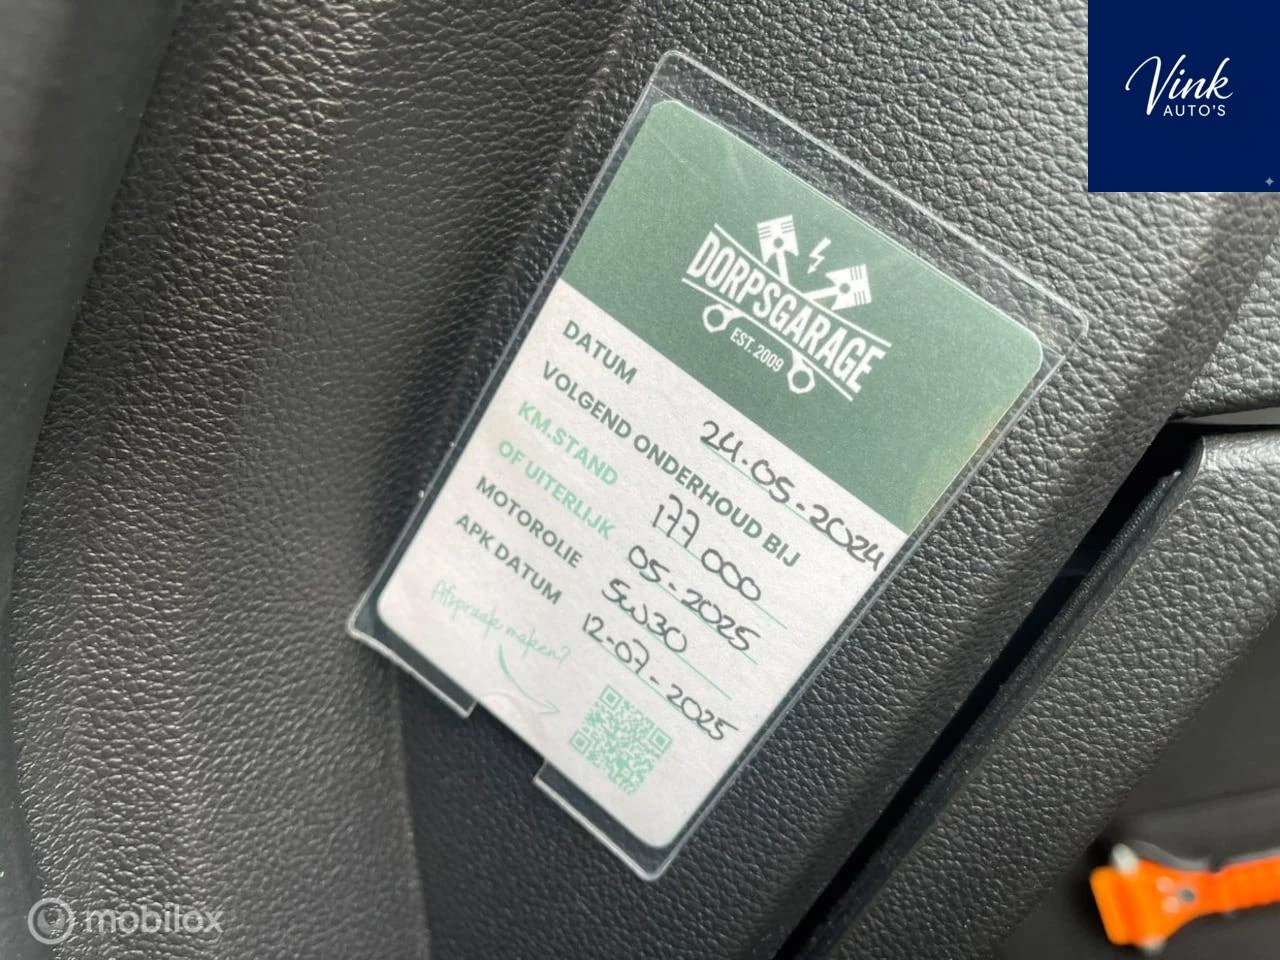 Vink
AUTO'S
DORPSGARAGE
EST. 2009
DATUM 24-05-2024
VOLGEND ONDERHOUD BIJ
KM.STAND 177.000
OF UITERLIJK 05-2025
MOTOROLIE 5W30
APK DATUM 12-07-2025
Afspraak maken?
mobilox